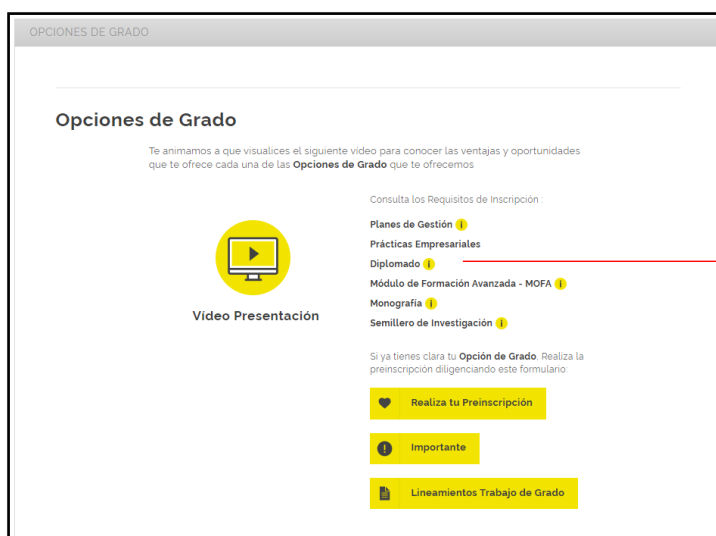 OPCIONES DE GRADO
Opciones de Grado
Te animamos a que visualices el siguiente vídeo para conocer las ventajas y oportunidades
que te ofrece cada una de las Opciones de Grado que te ofrecemos
Consulta los Requisitos de Inscripción :
Planes de Gestión i
Prácticas Empresariales
Diplomado i
Módulo de Formación Avanzada - MOFA i
Monografía i
Semillero de Investigación i
Vídeo Presentación
Si ya tienes clara tu Opción de Grado, Realiza la
preinscripción diligenciando este formulario:
Realiza tu Preinscripción
Importante
Lineamientos Trabajo de Grado